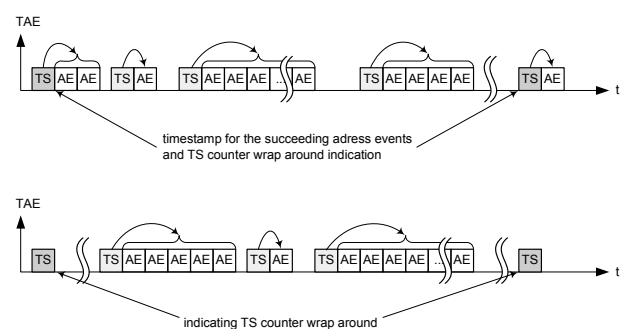 TAE
TS AE AE TS AE TS AE AE AE ... AE TS AE AE AE AE TS AE
t
timestamp for the succeeding adress events
and TS counter wrap around indication
TAE
TS TS AE AE AE AE AE TS AE TS AE AE AE AE ... AE TS
t
indicating TS counter wrap around